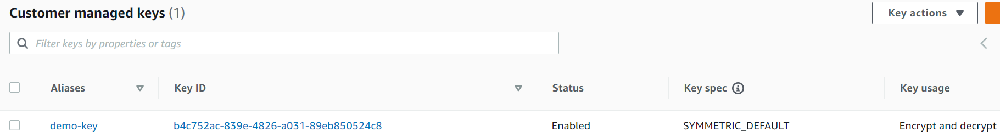 Customer managed keys (1)
Key actions
Filter keys by properties or tags
Aliases Key ID Status Key spec Key usage
demo-key b4c752ac-839e-4826-a031-89eb850524c8 Enabled SYMMETRIC_DEFAULT Encrypt and decrypt